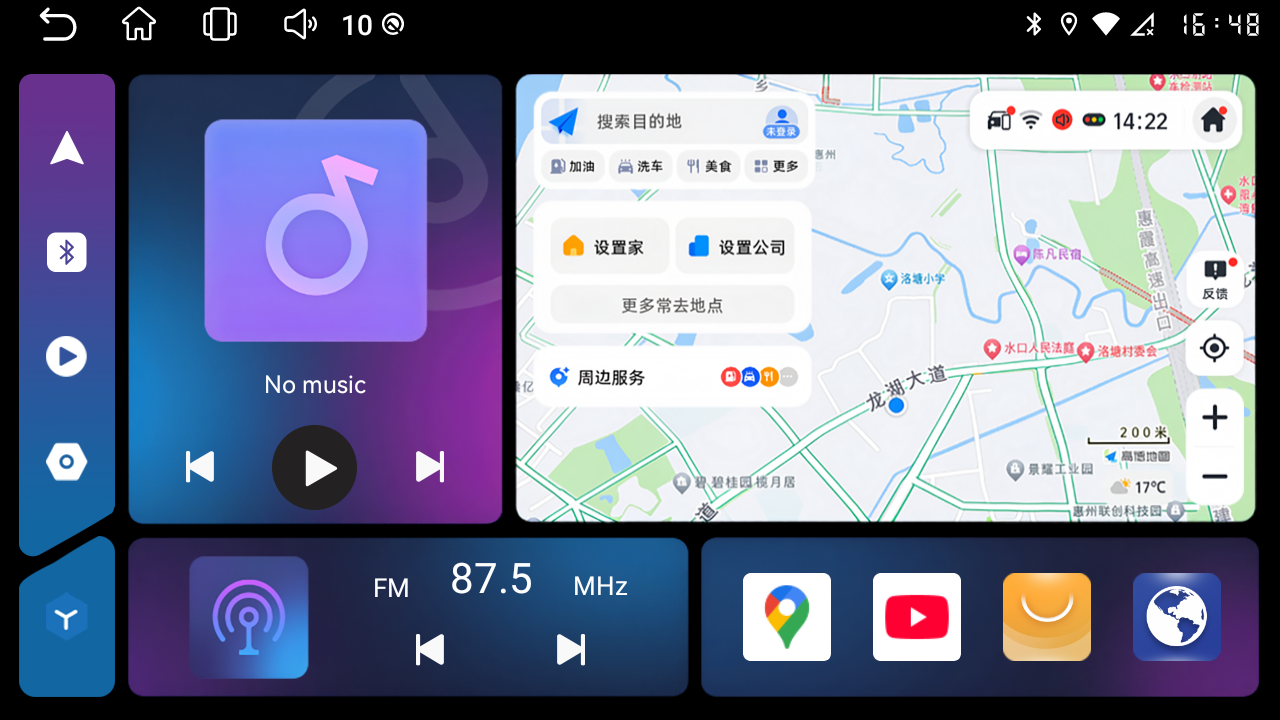 10
16:48
No music
FM 87.5 MHz
搜索目的地
未登录
加油 洗车 美食 更多
设置家 设置公司
更多常去地点
周边服务
14:22
乡
惠州
惠霞高速出口
陈凡民宿
洛塘小学
反馈
水口人民法庭
洛塘村委会
龙湖大道
200米
景耀工业园
17℃
碧桂园
月居
道
惠州联创科技园